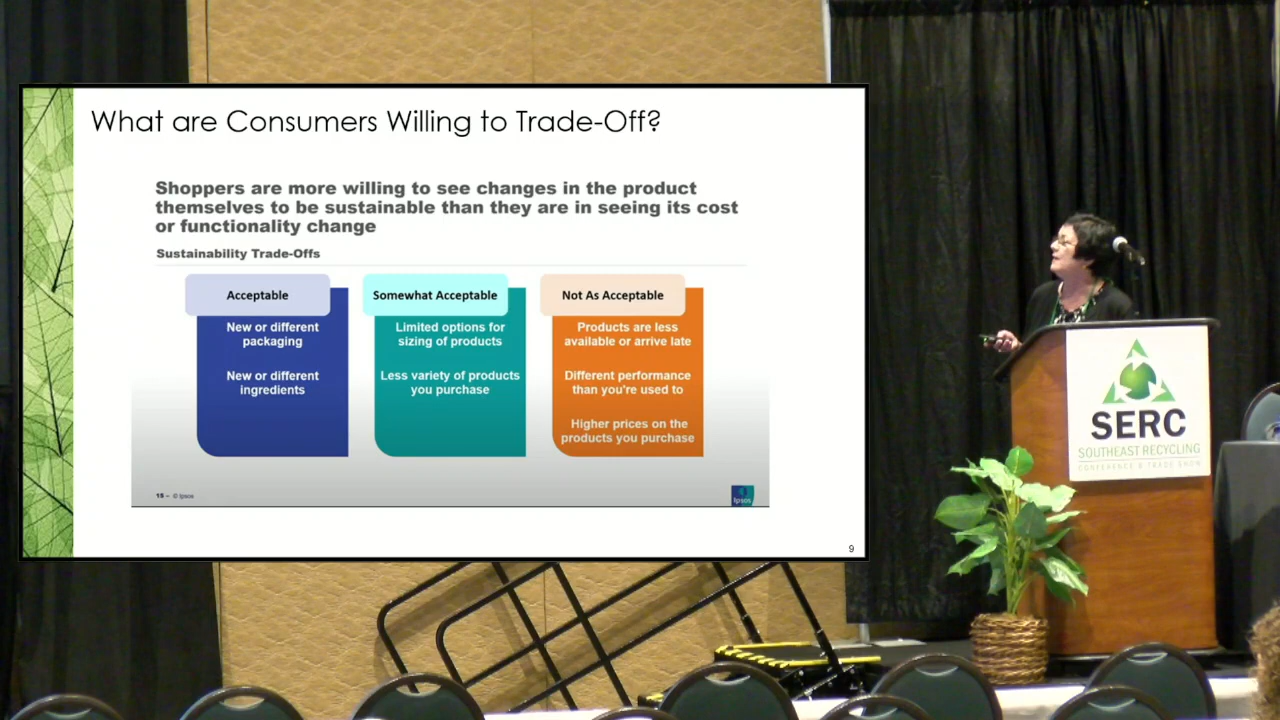 What are Consumers Willing to Trade-Off?
Shoppers are more willing to see changes in the product
themselves to be sustainable than they are in seeing its cost
or functionality change
Sustainability Trade-Offs
Acceptable
New or different
packaging
New or different
ingredients
Somewhat Acceptable
Limited options for
sizing of products
Less variety of products
you purchase
Not As Acceptable
Products are less
available or arrive late
Different performance
than you're used to
Higher prices on the
products you purchase
15 – © Ipsos
Ipsos
9
SERC
SOUTHEAST RECYCLING
CONFERENCE & TRADE SHOW